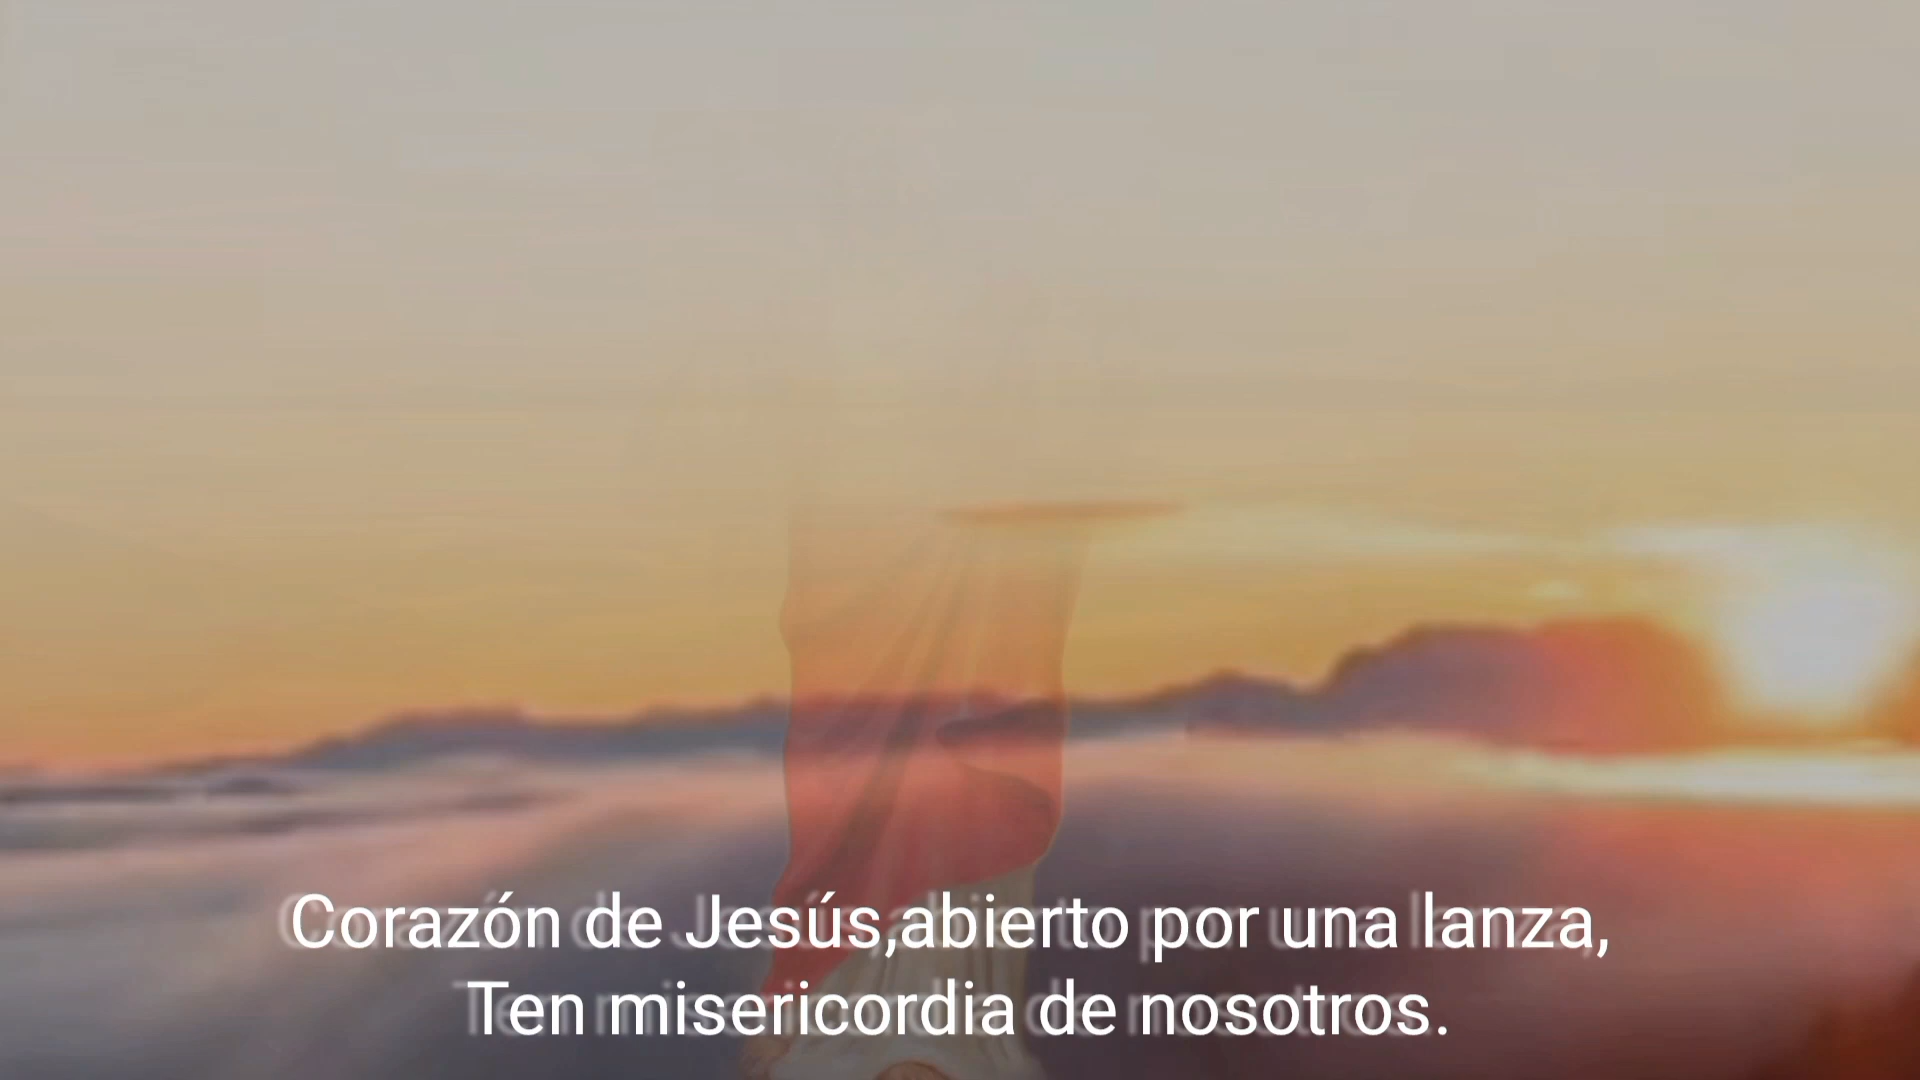 Corazón de Jesús,abierto por una lanza,
Ten misericordia de nosotros.